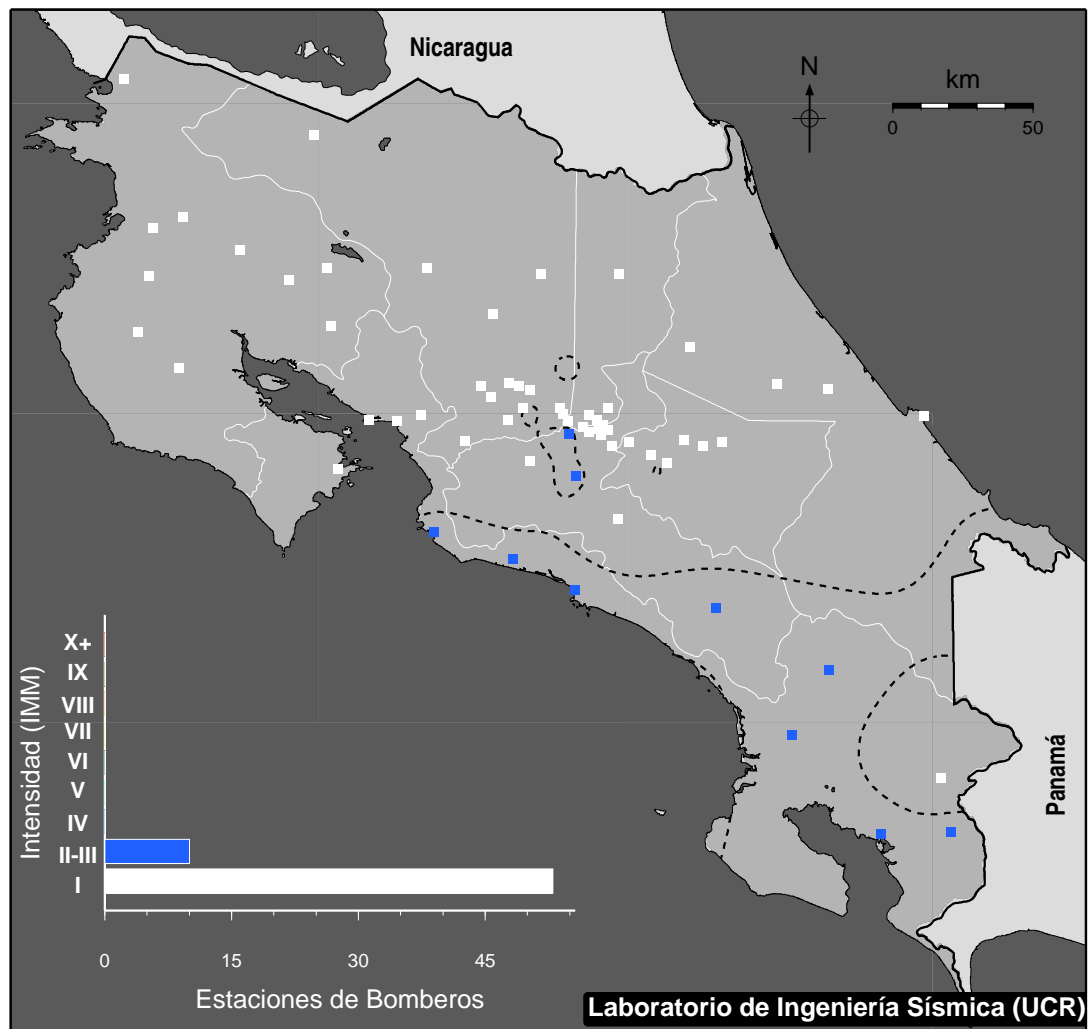 Nicaragua
N
km
0 50
Panamá
Intensidad (IMM)
X+
IX
VIII
VII
VI
V
IV
II-III
I
0 15 30 45
Estaciones de Bomberos
Laboratorio de Ingeniería Sísmica (UCR)